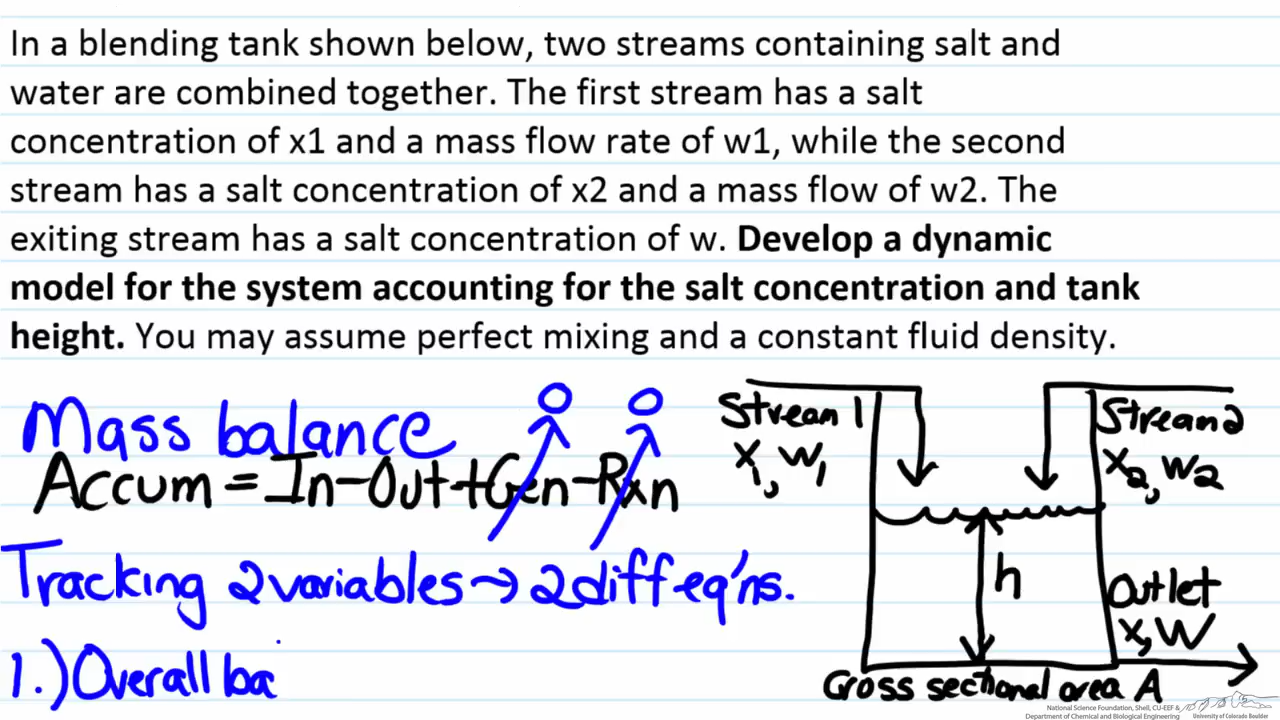 In a blending tank shown below, two streams containing salt and
water are combined together. The first stream has a salt
concentration of x1 and a mass flow rate of w1, while the second
stream has a salt concentration of x2 and a mass flow of w2. The
exiting stream has a salt concentration of w. Develop a dynamic
model for the system accounting for the salt concentration and tank
height. You may assume perfect mixing and a constant fluid density.
Mass balance
O O
Accum = In-Out+Gen-Rxn
Tracking 2 variables → 2 diff eq'ns.
1.) Overall ba
Stream 1
X₁, W₁
Stream 2
X₂, W₂
h
Outlet
X, W
Cross sectional area A
National Science Foundation, Shell, CU-EEF &
Department of Chemical and Biological Engineering
University of Colorado Boulder